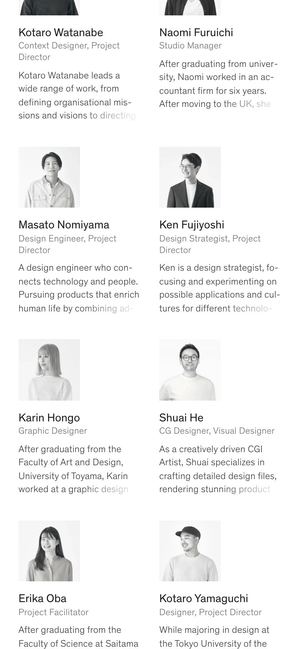 Kotaro Watanabe
Context Designer, Project
Director
Kotaro Watanabe leads a
wide range of work, from
defining organisational mis-
sions and visions to directing
Naomi Furuichi
Studio Manager
After graduating from univer-
sity, Naomi worked in an ac-
countant firm for six years.
After moving to the UK, she
Masato Nomiyama
Design Engineer, Project
Director
A design engineer who con-
nects technology and people.
Pursuing products that enrich
human life by combining ad-
Ken Fujiyoshi
Design Strategist, Project
Director
Ken is a design strategist, fo-
cusing and experimenting on
possible applications and cul-
tures for different technolo-
Karin Hongo
Graphic Designer
After graduating from the
Faculty of Art and Design,
University of Toyama, Karin
worked at a graphic design
Shuai He
CG Designer, Visual Designer
As a creatively driven CGI
Artist, Shuai specializes in
crafting detailed design files,
rendering stunning product
Erika Oba
Project Facilitator
After graduating from the
Faculty of Science at Saitama
Kotaro Yamaguchi
Designer, Project Director
While majoring in design at
the Tokyo University of the